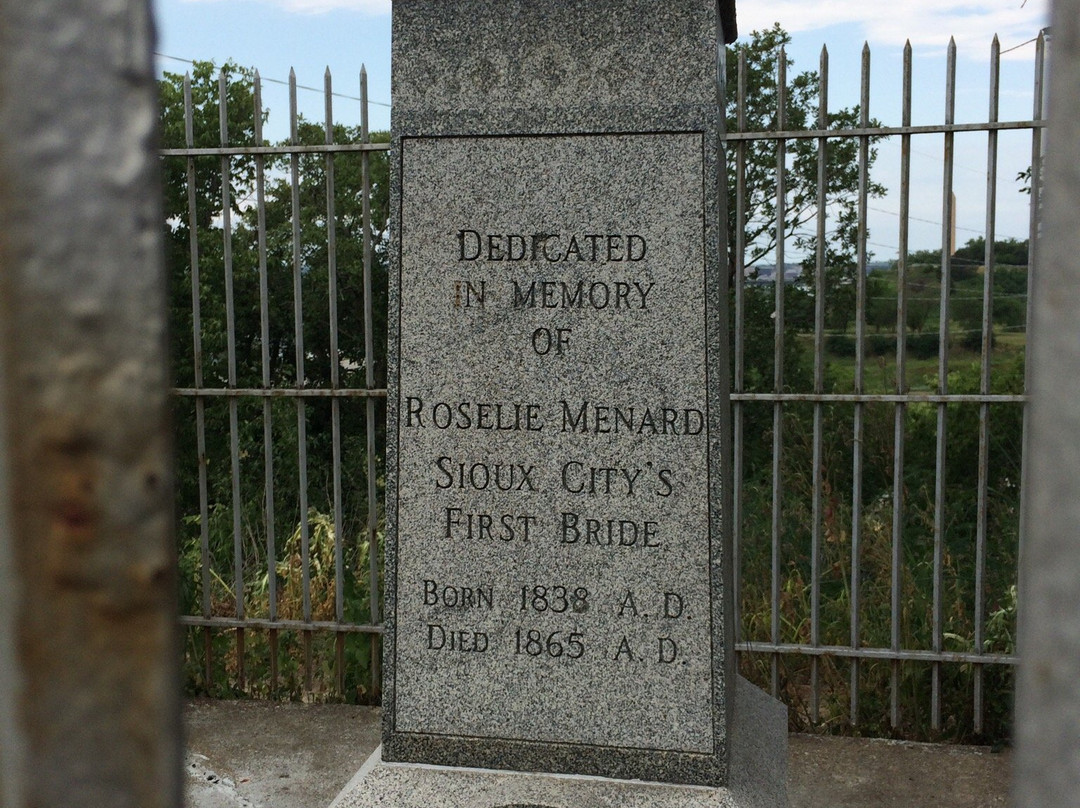 Dedicated
in memory
of
Roselie Menard
Sioux City's
First Bride
Born 1838 A.D.
Died 1865 A.D.